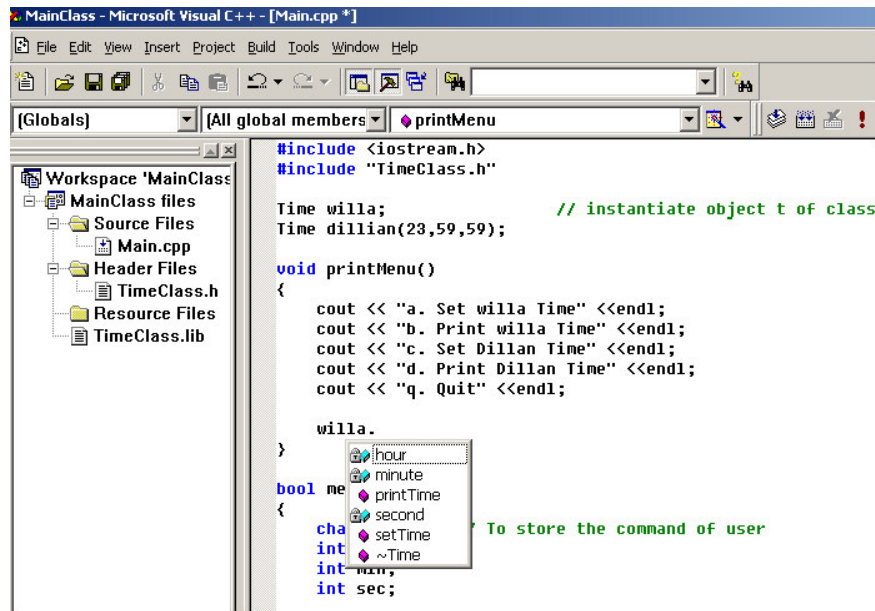 MainClass - Microsoft Visual C++ - [Main.cpp *]
File Edit View Insert Project Build Tools Window Help
(Globals) (All global members printMenu
Workspace 'MainClass
MainClass files
Source Files
Main.cpp
Header Files
TimeClass.h
Resource Files
TimeClass.lib
#include <iostream.h>
#include "TimeClass.h"
Time willa; // instantiate object t of class
Time dillian(23,59,59);
void printMenu()
{
cout << "a. Set willa Time" <<endl;
cout << "b. Print willa Time" <<endl;
cout << "c. Set Dillan Time" <<endl;
cout << "d. Print Dillan Time" <<endl;
cout << "q. Quit" <<endl;
willa.
}
hour
minute
printTime
second
setTime
~Time
bool me
{
cha / To store the command of user
int
int min;
int sec;